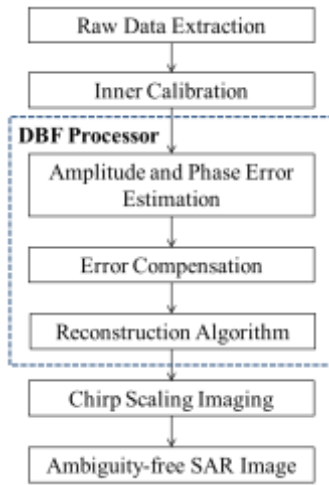 Raw Data Extraction
Inner Calibration
DBF Processor
Amplitude and Phase Error
Estimation
Error Compensation
Reconstruction Algorithm
Chirp Scaling Imaging
Ambiguity-free SAR Image